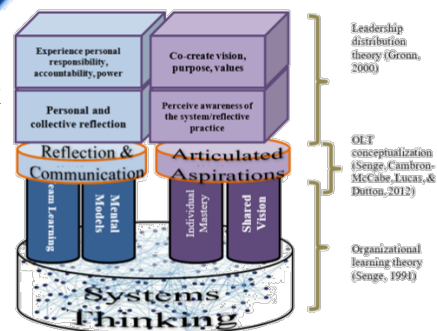 Experience personal
responsibility,
accountability, power
Co-create vision,
purpose, values
Personal and
collective reflection
Perceive awareness of
the system/reflective
practice
Reflection &
Communication
Articulated
Aspirations
eam Learning
Mental
Models
Individual
Mastery
Shared
Vision
Systems
Thinking
Leadership
distribution
theory (Gronn,
2000)
OLT
conceptualization
(Senge, Cambron-
McCabe, Lucas, &
Dutton, 2012)
Organizational
learning theory
(Senge, 1991)